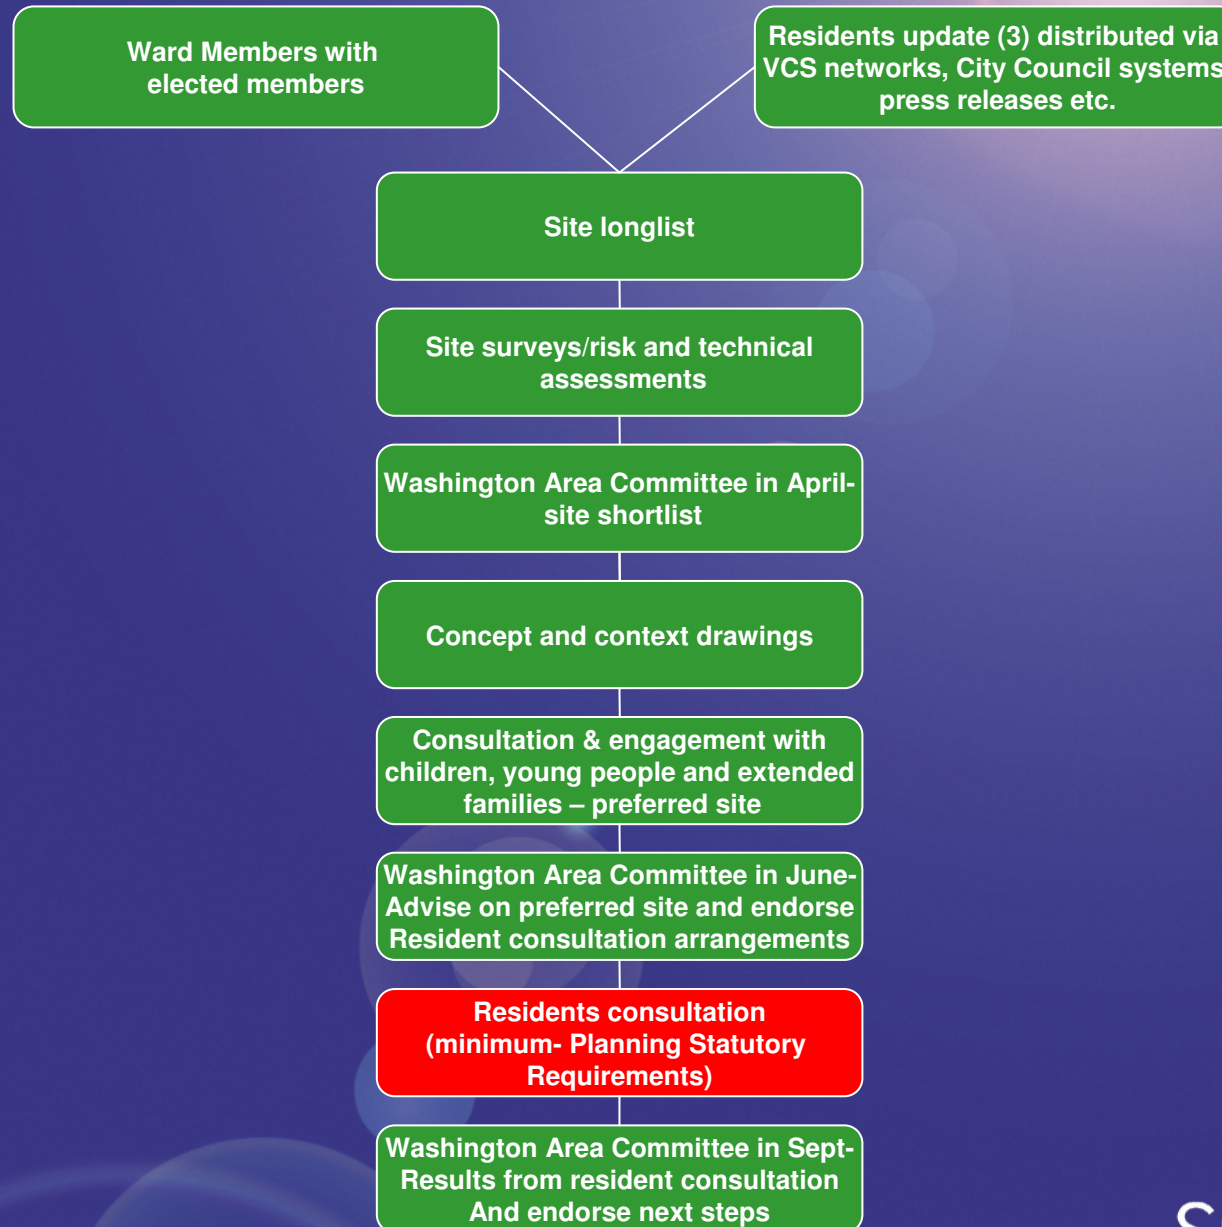 Ward Members with
elected members
Residents update (3) distributed via
VCS networks, City Council systems
press releases etc.
Site longlist
Site surveys/risk and technical
assessments
Washington Area Committee in April-
site shortlist
Concept and context drawings
Consultation & engagement with
children, young people and extended
families – preferred site
Washington Area Committee in June-
Advise on preferred site and endorse
Resident consultation arrangements
Residents consultation
(minimum- Planning Statutory
Requirements)
Washington Area Committee in Sept-
Results from resident consultation
And endorse next steps